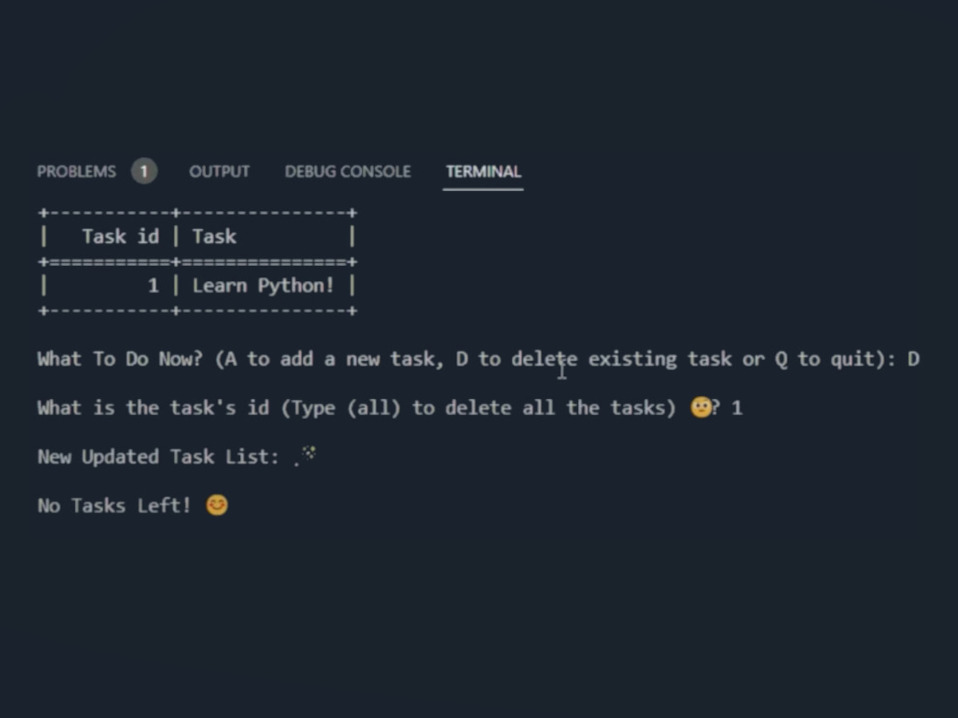 PROBLEMS 1 OUTPUT DEBUG CONSOLE TERMINAL
+-----------+---------------+
|   Task id | Task          |
+===========+===============+
|         1 | Learn Python! |
+-----------+---------------+
What To Do Now? (A to add a new task, D to delete existing task or Q to quit): D
What is the task's id (Type (all) to delete all the tasks) 🥺? 1
New Updated Task List: 🪄
No Tasks Left! 😊